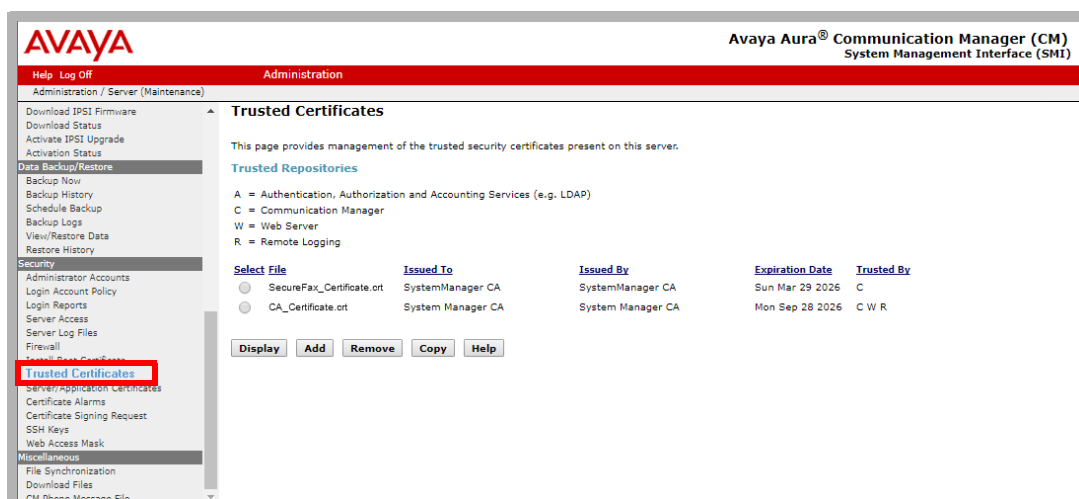 AVAYA
Avaya Aura® Communication Manager (CM)
System Management Interface (SMI)
Help Log Off
Administration
Administration / Server (Maintenance)
Download IPSI Firmware
Download Status
Activate IPSI Upgrade
Activation Status
Data Backup/Restore
Backup Now
Backup History
Schedule Backup
Backup Logs
View/Restore Data
Restore History
Security
Administrator Accounts
Login Account Policy
Login Reports
Server Access
Server Log Files
Firewall
Install Root Certificate
Trusted Certificates
Server/Application Certificates
Certificate Alarms
Certificate Signing Request
SSH Keys
Web Access Mask
Miscellaneous
File Synchronization
Download Files
CM Phone Message File
Trusted Certificates
This page provides management of the trusted security certificates present on this server.
Trusted Repositories
A = Authentication, Authorization and Accounting Services (e.g. LDAP)
C = Communication Manager
W = Web Server
R = Remote Logging
Select File Issued To Issued By Expiration Date Trusted By
SecureFax_Certificate.crt SystemManager CA SystemManager CA Sun Mar 29 2026 C
CA_Certificate.crt System Manager CA System Manager CA Mon Sep 28 2026 C W R
Display Add Remove Copy Help